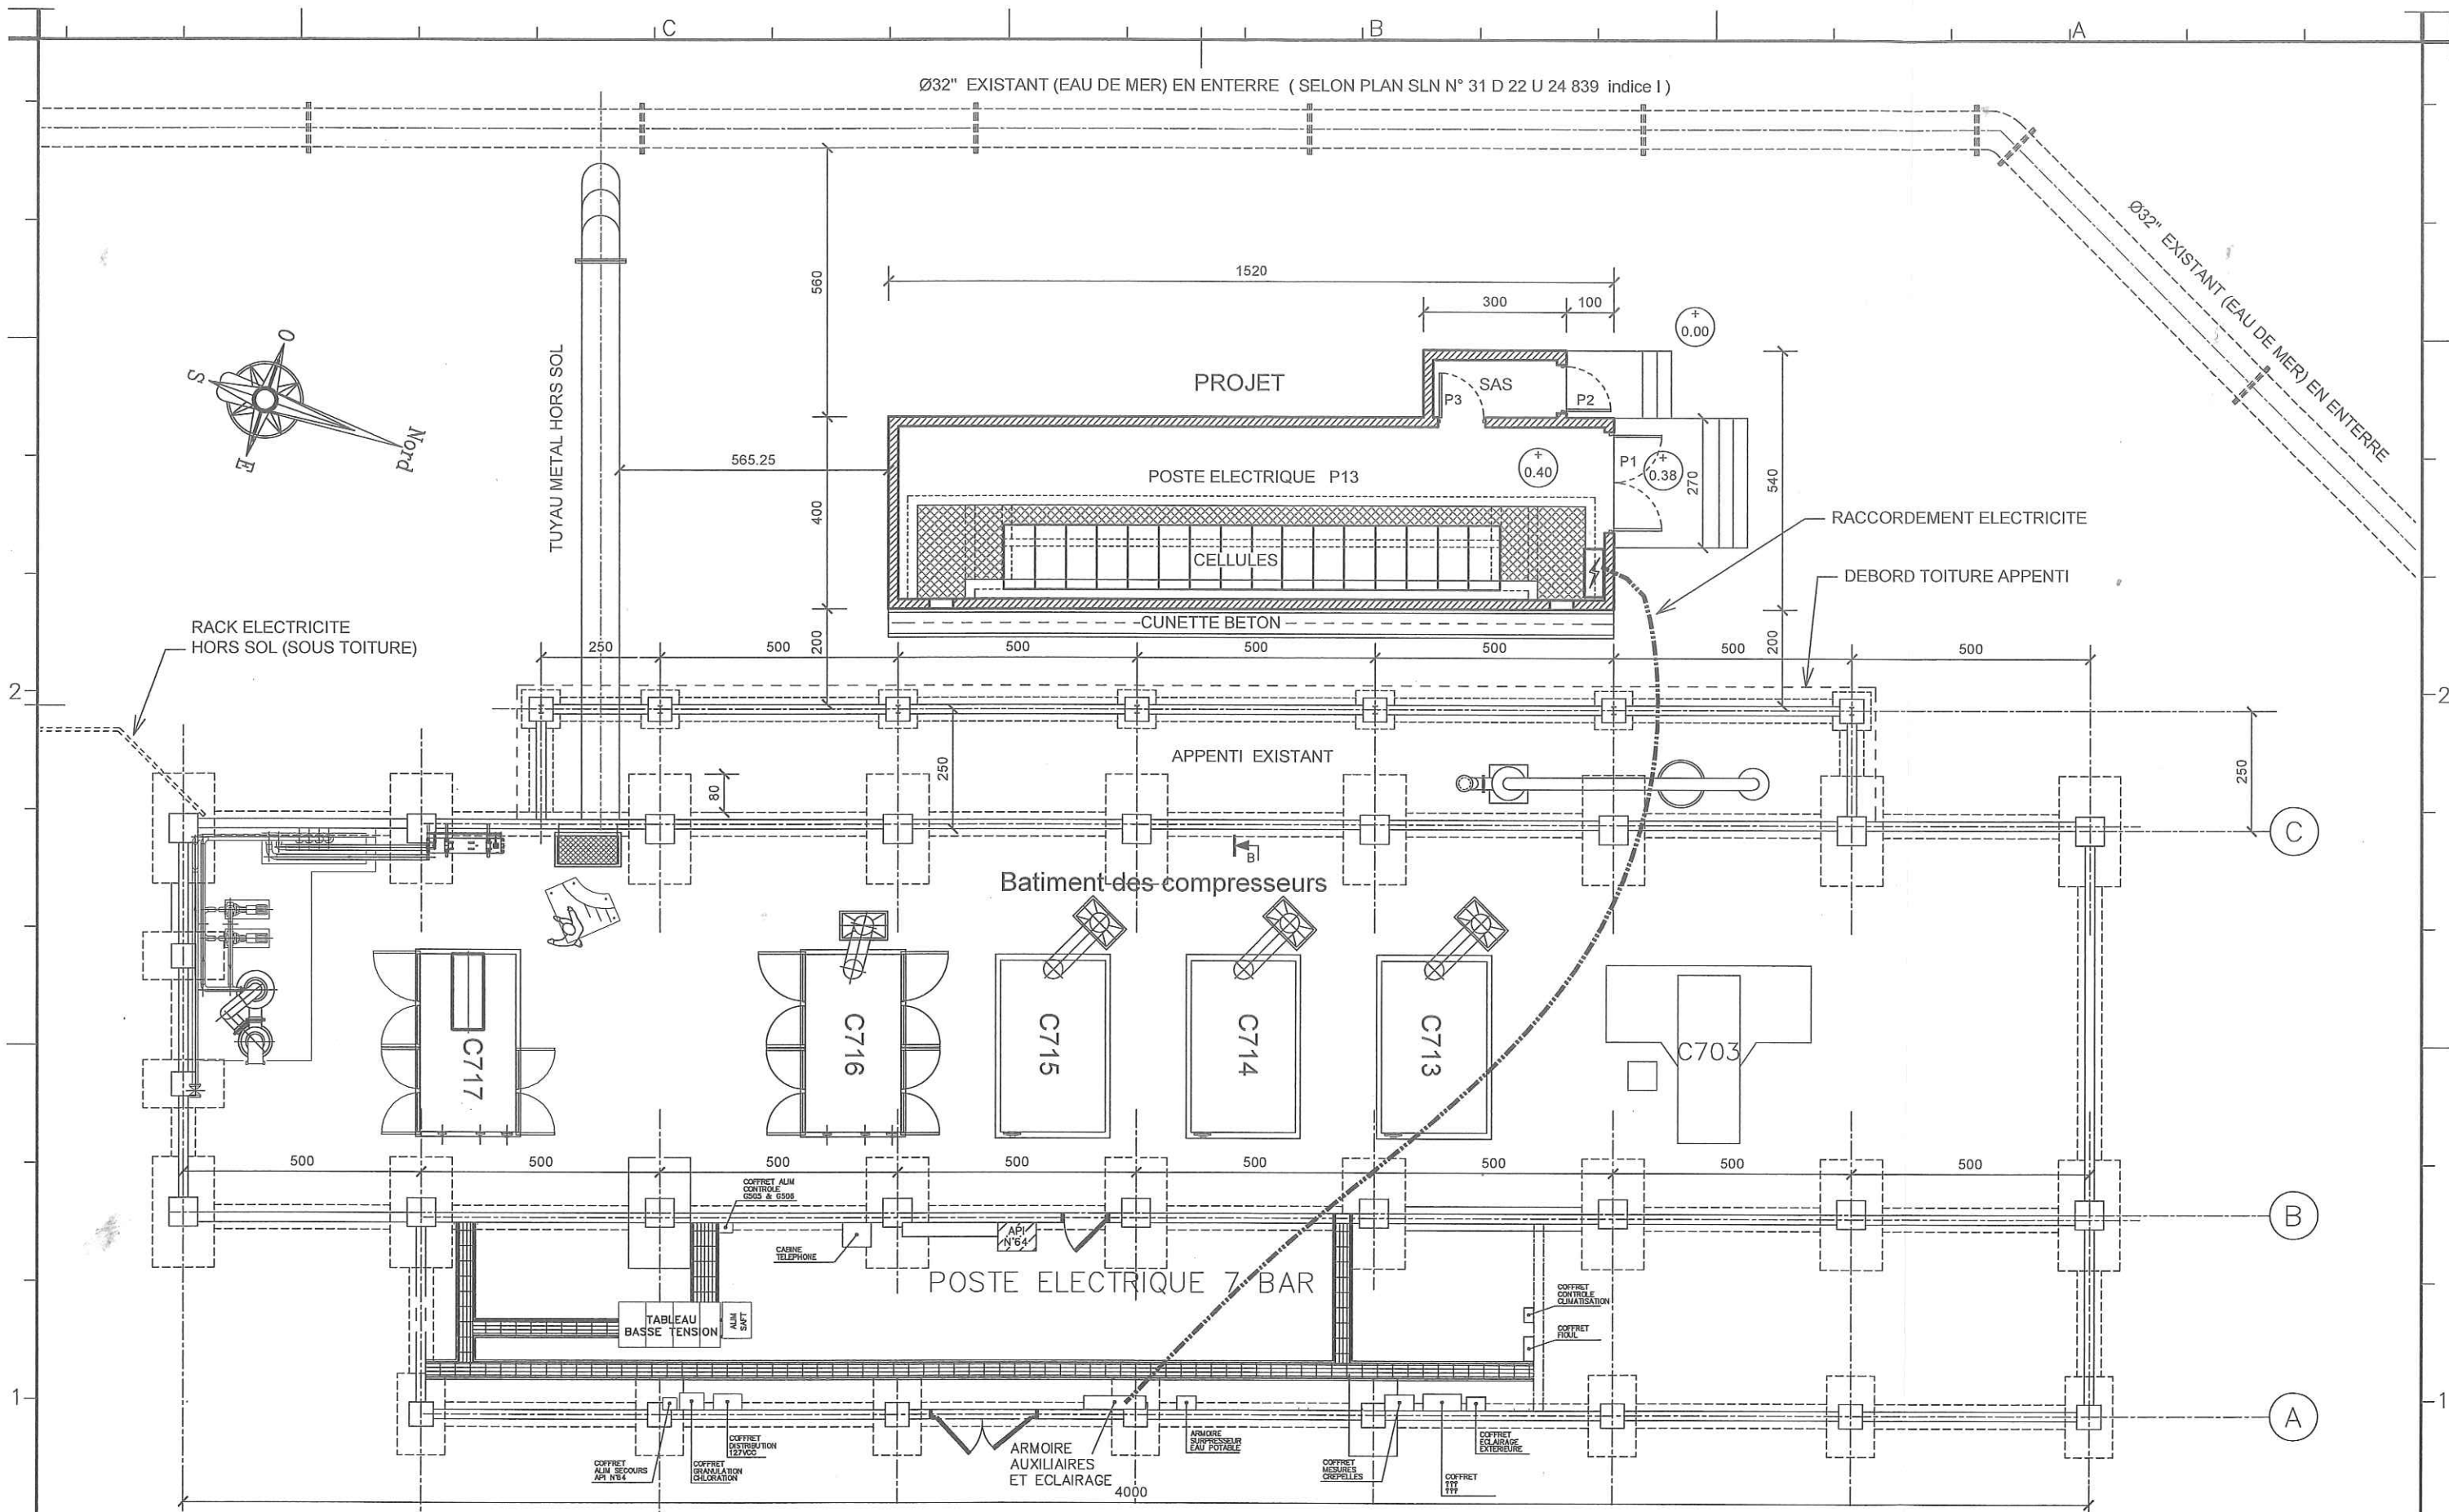 C
B
A
Ø32" EXISTANT (EAU DE MER) EN ENTERRE ( SELON PLAN SLN N° 31 D 22 U 24 839 indice I )
Ø32" EXISTANT (EAU DE MER) EN ENTERRE
560
1520
300
100
+
0.00
O
S
Nord
E
TUYAU METAL HORS SOL
PROJET
SAS
P3
P2
565.25
POSTE ELECTRIQUE P13
+
0.40
P1
+
0.38
270
540
400
RACCORDEMENT ELECTRICITE
CELLULES
DEBORD TOITURE APPENTI
CUNETTE BETON
RACK ELECTRICITE
HORS SOL (SOUS TOITURE)
250
500
200
500
500
500
500
200
500
2
2
APPENTI EXISTANT
80
250
250
C
B
Batiment des compresseurs
C717
C716
C715
C714
C713
C703
500
500
500
500
500
500
500
500
COFFRET ALIM
CONTROLE
G505 & G506
CABINE
TELEPHONE
API
N°64
B
POSTE ELECTRIQUE 7 BAR
TABLEAU
BASSE TENSION
ALIM
SAFT
COFFRET
CONTROLE
CLIMATISATION
COFFRET
FIOUL
1
1
A
COFFRET
ALIM SECOURS
API N°64
COFFRET
GRANULATION
CHLORATION
COFFRET
DISTRIBUTION
127VCC
ARMOIRE
AUXILIAIRES
ET ECLAIRAGE
ARMOIRE
SURPRESSEUR
EAU POTABLE
COFFRET
MESURES
CREPELLES
COFFRET
???
???
COFFRET
ECLAIRAGE
EXTERIEURE
4000